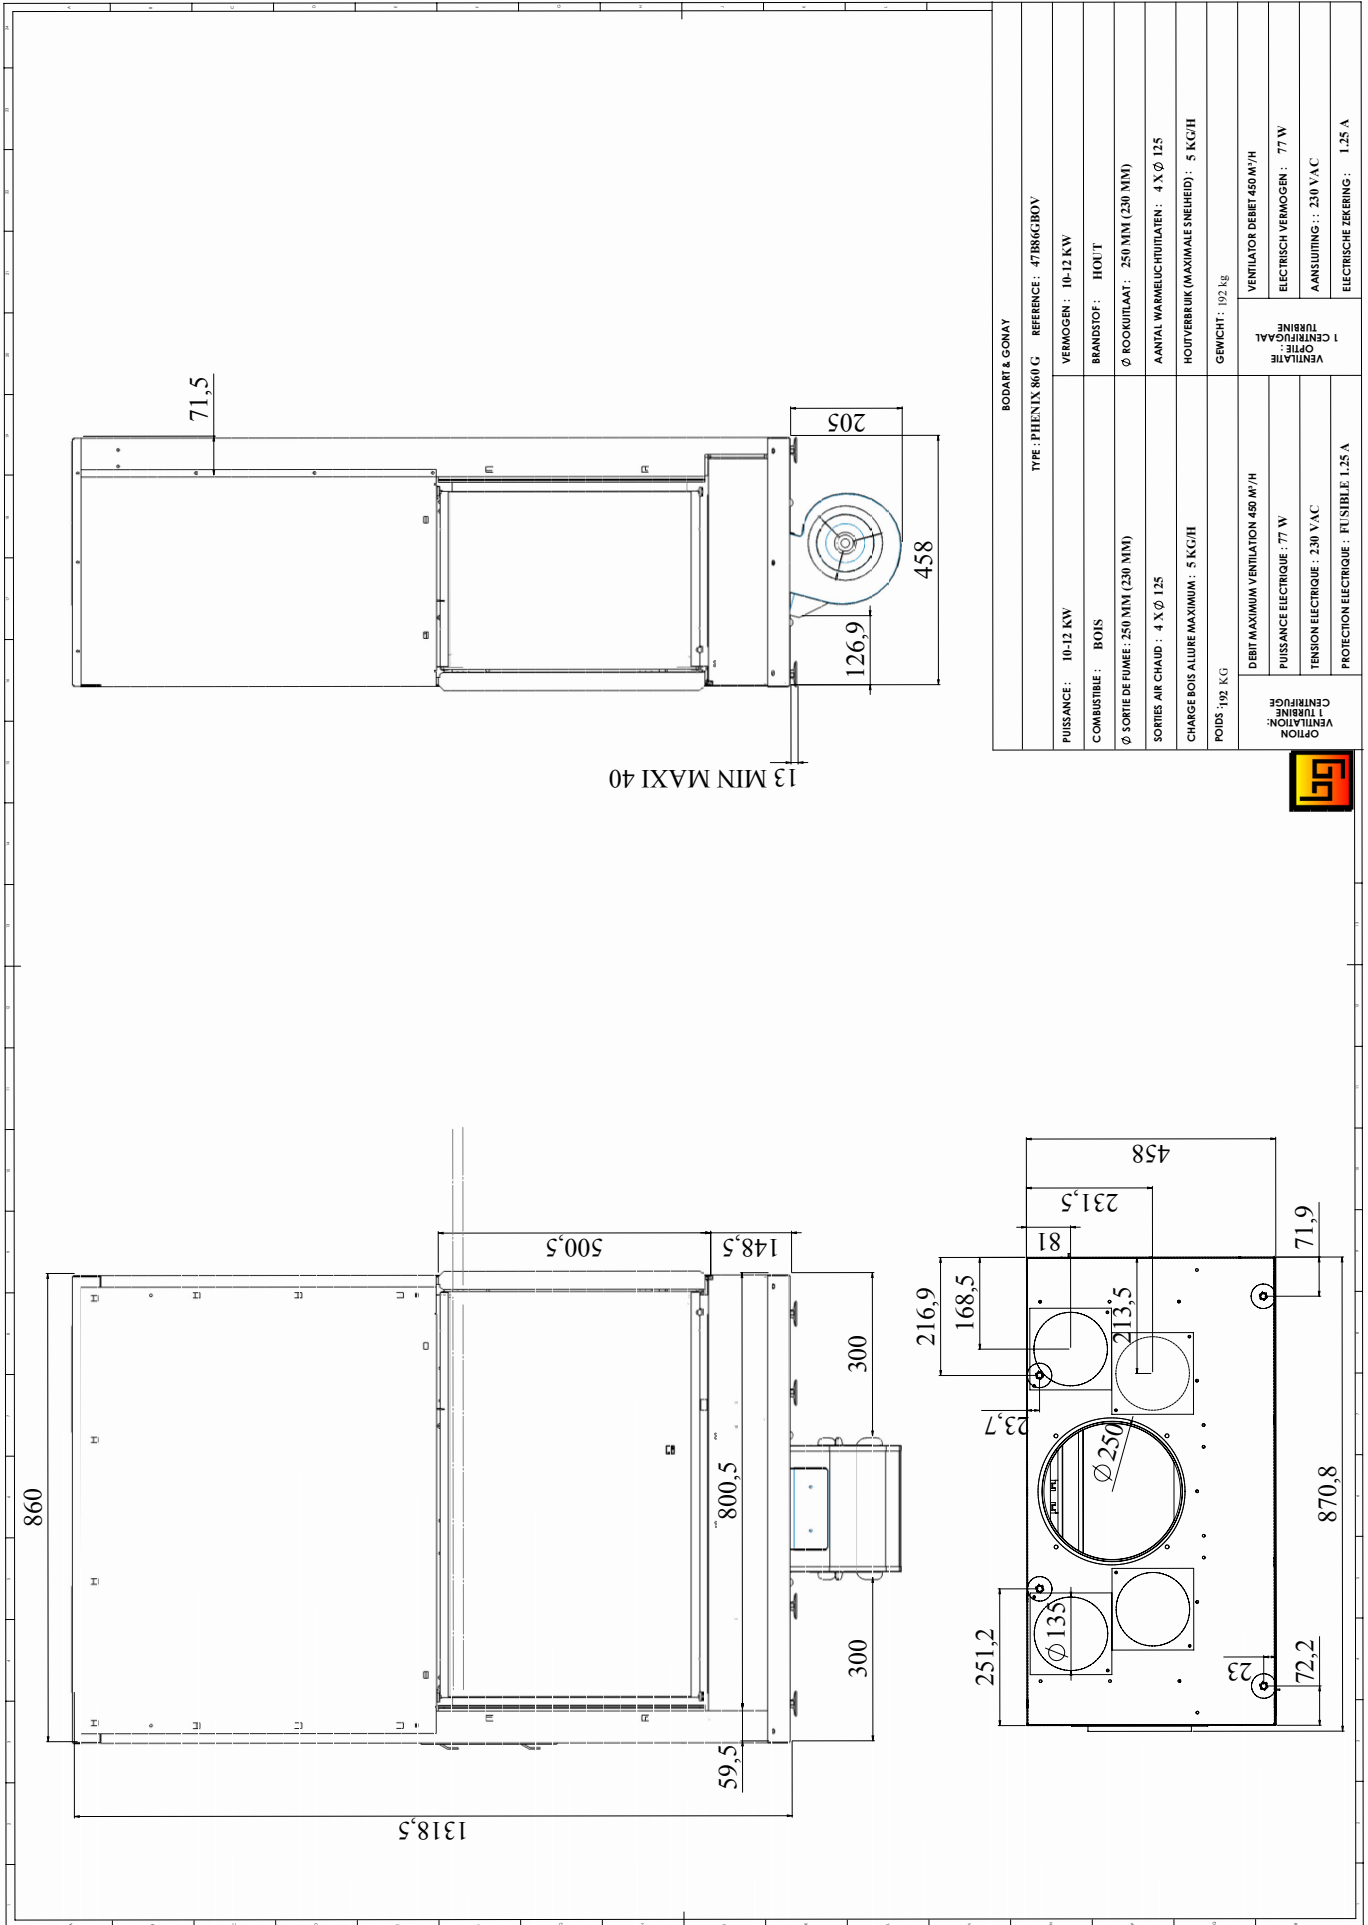 BODART & GONAY
TYPE : PHENIX 860 G REFERENCE : 47B86GBOV
PUISSANCE : 10-12 KW
VERMOGEN : 10-12 KW
COMBUSTIBLE : BOIS
BRANDSTOF : HOUT
Ø SORTIE DE FUMEE : 250 MM (230 MM)
Ø ROOKUITLAAT : 250 MM (230 MM)
SORTIES AIR CHAUD : 4 X Ø 125
AANTAL WARMELUCHTUITLATEN : 4 X Ø 125
CHARGE BOIS ALLURE MAXIMUM : 5 KG/H
HOUTVERBRUIK (MAXIMALE SNELHEID) : 5 KG/H
POIDS : 192 KG
GEWICHT : 192 kg
OPTION
VENTILATION:
1 TURBINE
CENTRIFUGE
DEBIT MAXIMUM VENTILATION 450 M³/H
PUISSANCE ELECTRIQUE : 77 W
TENSION ELECTRIQUE : 230 VAC
PROTECTION ELECTRIQUE : FUSIBLE 1.25 A
VENTILATIE
OPTIE :
1 CENTRIFUGAAL
TURBINE
VENTILATOR DEBIET 450 M³/H
ELECTRISCH VERMOGEN : 77 W
AANSLUITING : : 230 VAC
ELECTRISCHE ZEKERING : 1.25 A
860
1318,5
500,5
148,5
800,5
59,5
300
300
71,5
205
458
126,9
13 MIN MAXI 40
458
231,5
81
216,9
168,5
213,5
71,9
23,7
Ø 250
870,8
251,2
Ø 135
23
72,2